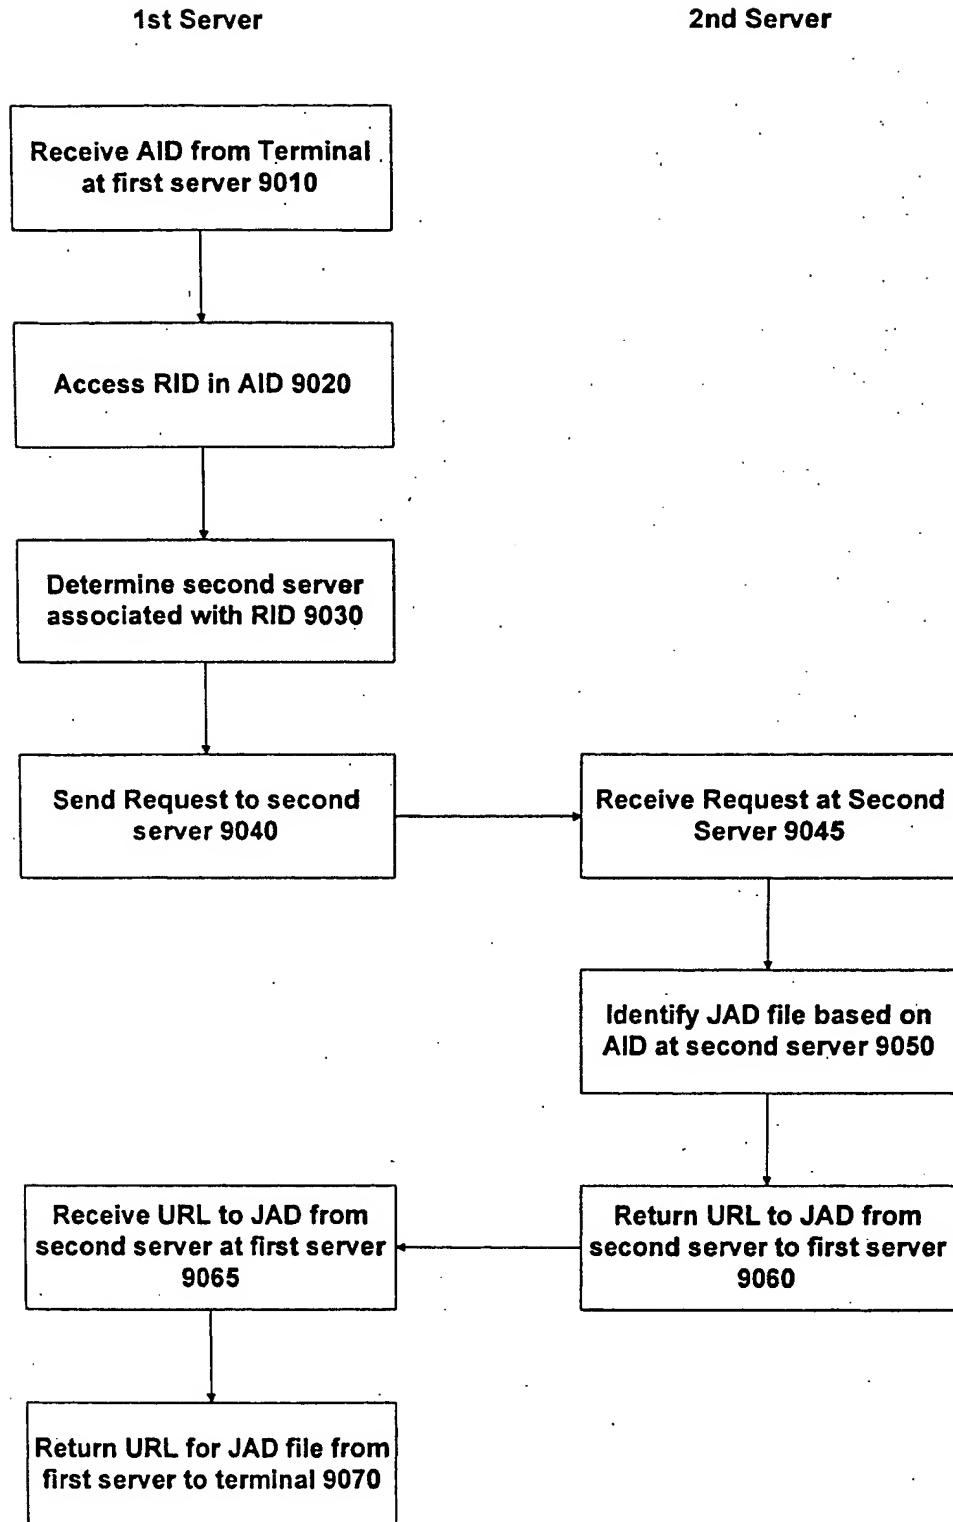 1st Server
2nd Server
Receive AID from Terminal
at first server 9010
Access RID in AID 9020
Determine second server
associated with RID 9030
Send Request to second
server 9040
Receive Request at Second
Server 9045
Identify JAD file based on
AID at second server 9050
Return URL to JAD from
second server to first server
9060
Receive URL to JAD from
second server at first server
9065
Return URL for JAD file from
first server to terminal 9070